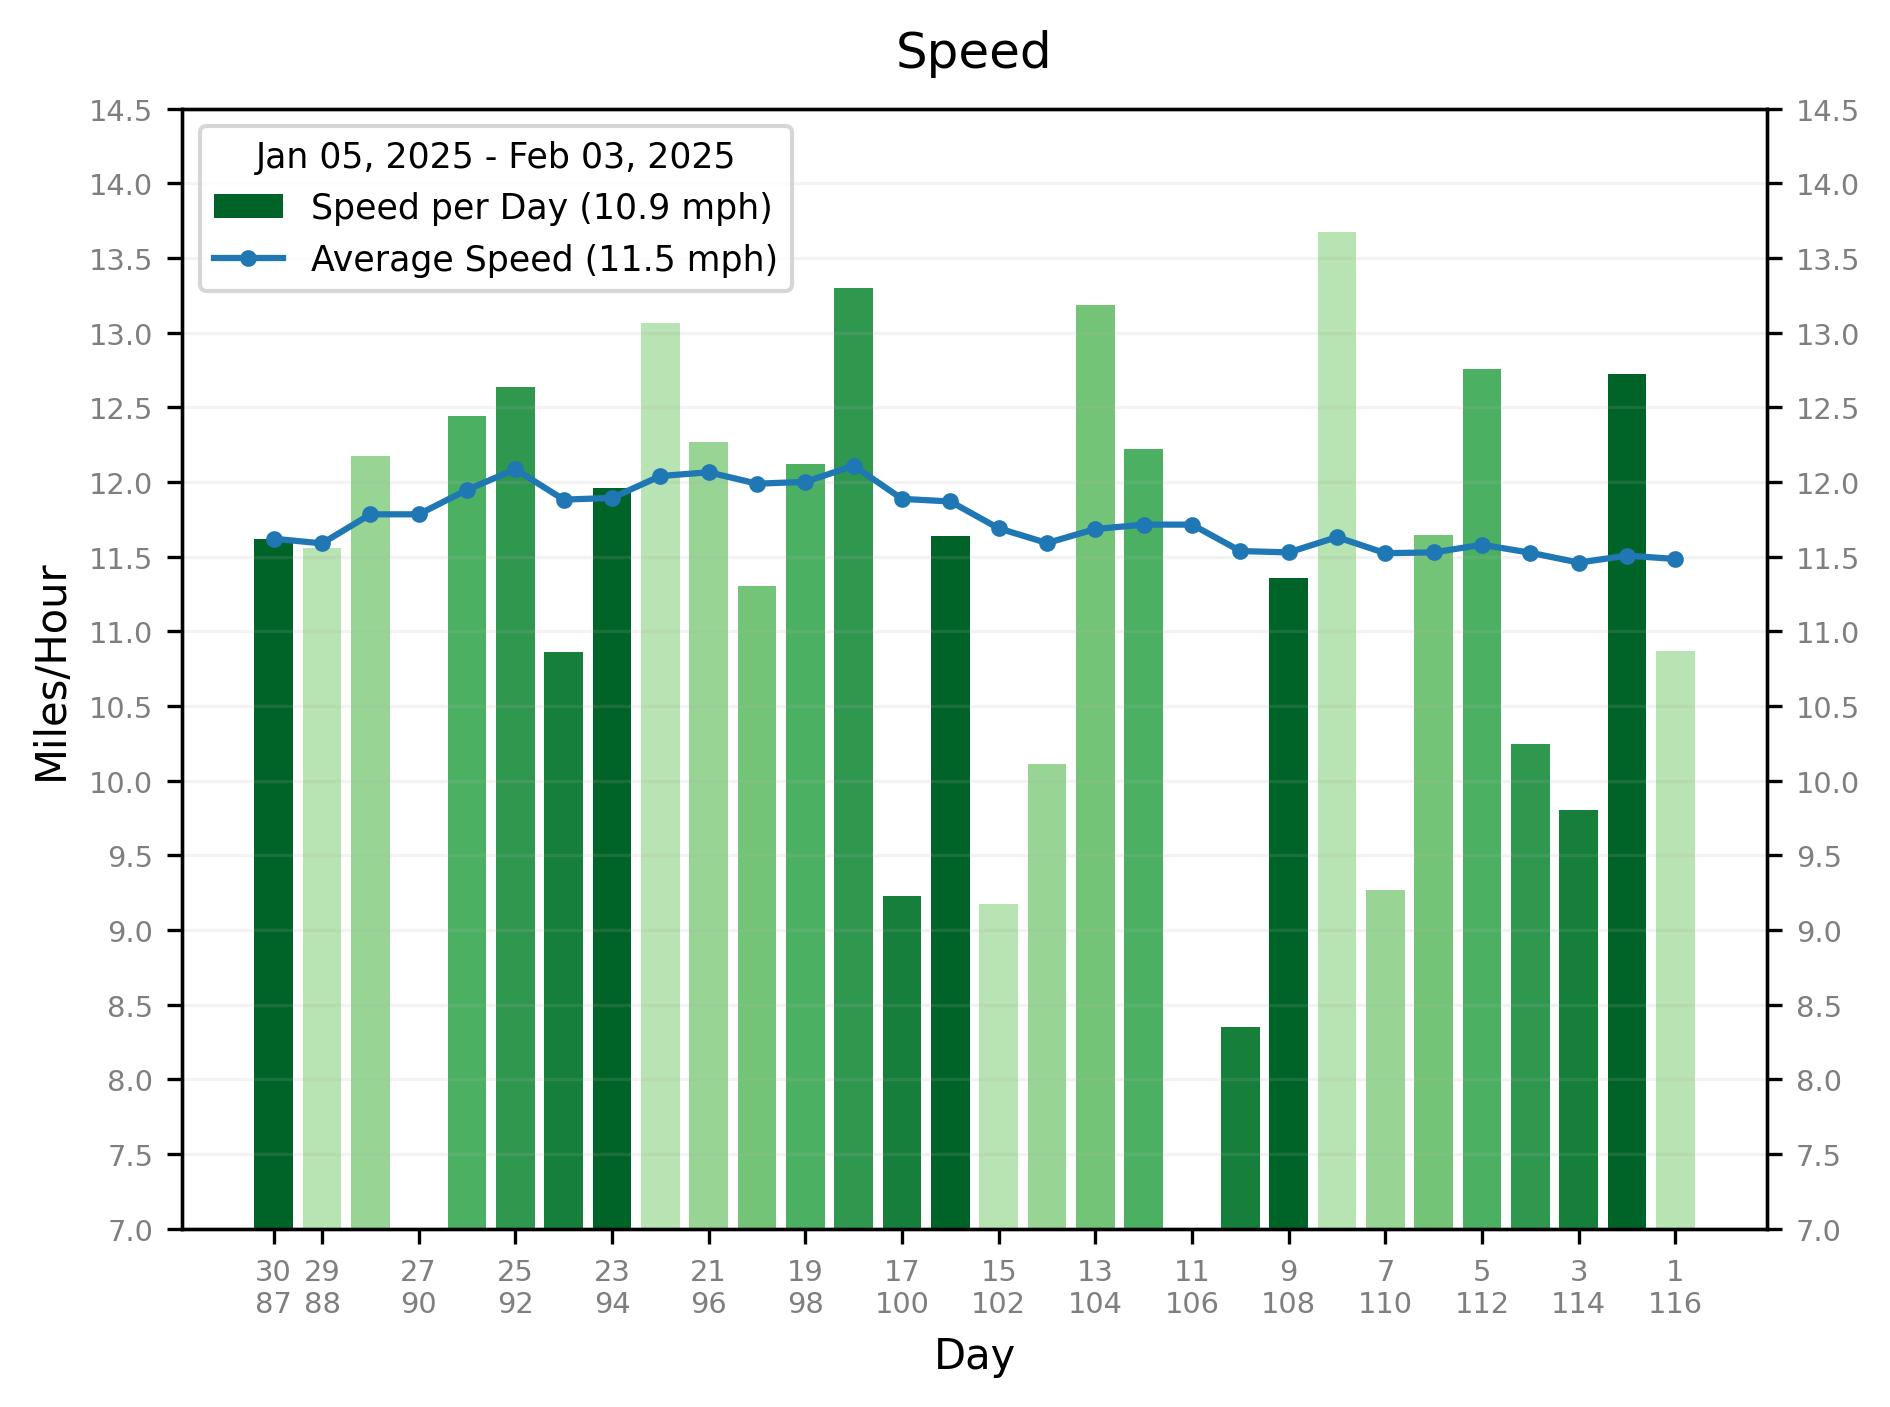 Speed
14.5 14.5
Jan 05, 2025 - Feb 03, 2025
14.0 14.0
Speed per Day (10.9 mph)
13.5 Average Speed (11.5 mph) 13.5
13.0 13.0
12.5 12.5
12.0 12.0
11.5 11.5
11.0 11.0
10.5 10.5
10.0 10.0
9.5 9.5
9.0 9.0
8.5 8.5
8.0 8.0
7.5 7.5
7.0 7.0
Miles/Hour
30 29 27 25 23 21 19 17 15 13 11 9 7 5 3 1
87 88 90 92 94 96 98 100 102 104 106 108 110 112 114 116
Day